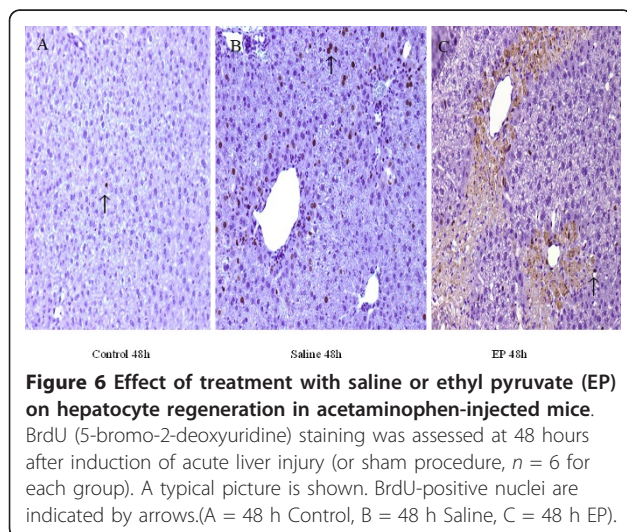 A
B
C
Control 48h
Saline 48h
EP 48h
Figure 6 Effect of treatment with saline or ethyl pyruvate (EP)
on hepatocyte regeneration in acetaminophen-injected mice.
BrdU (5-bromo-2-deoxyuridine) staining was assessed at 48 hours
after induction of acute liver injury (or sham procedure, n = 6 for
each group). A typical picture is shown. BrdU-positive nuclei are
indicated by arrows.(A = 48 h Control, B = 48 h Saline, C = 48 h EP).